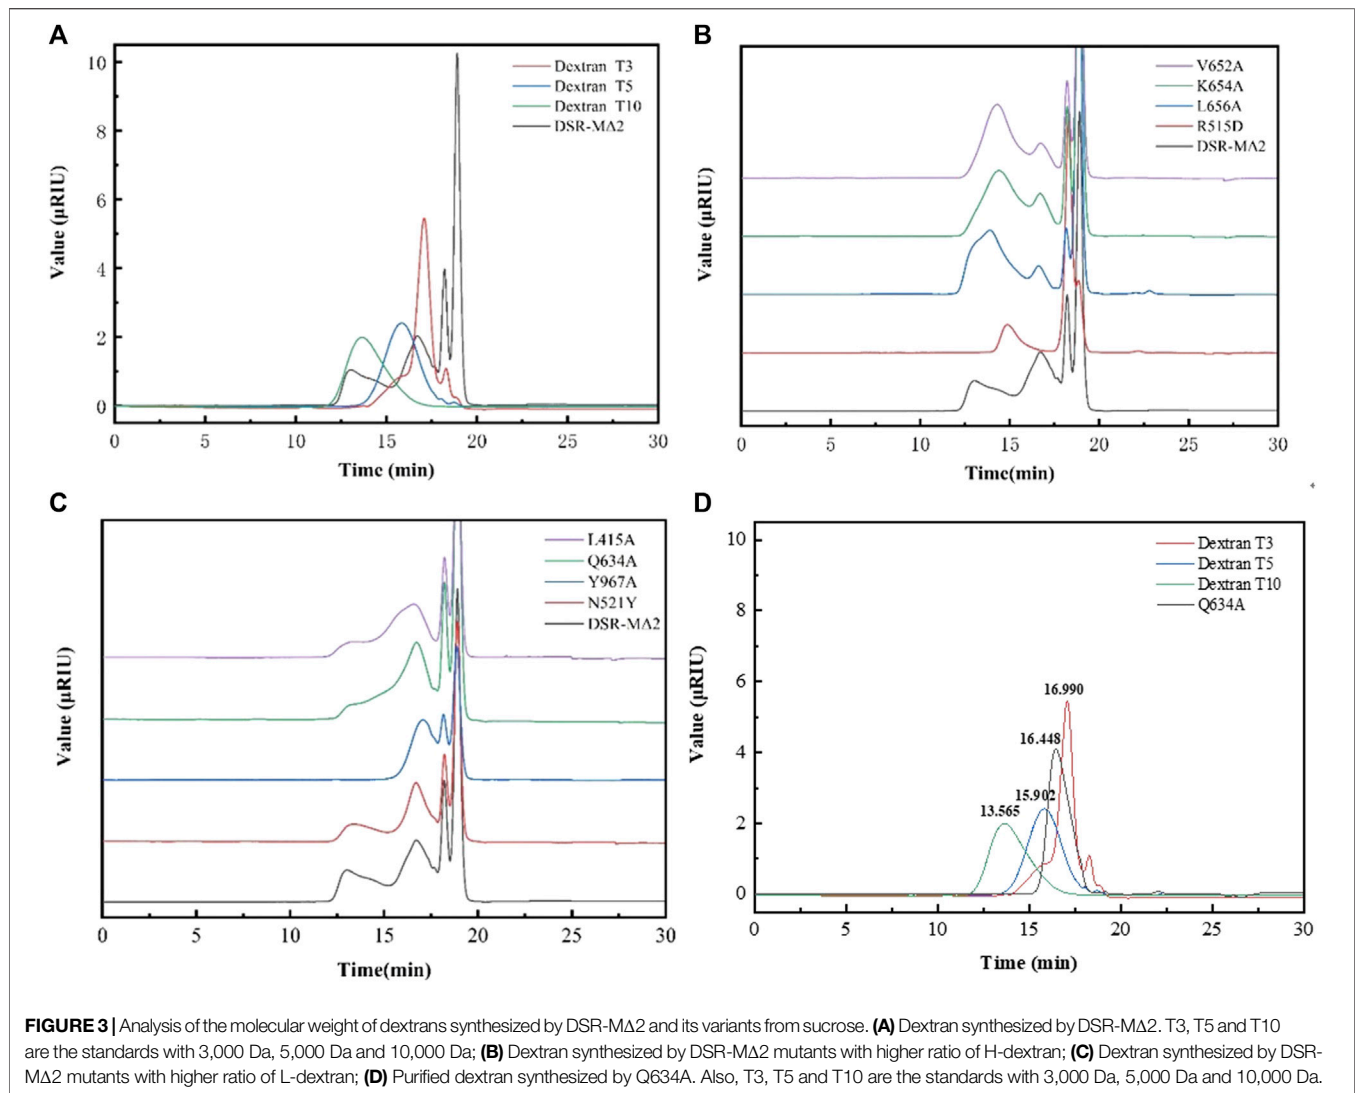 A
10
8
6
4
2
0
Value (μRIU)
Dextran T3
Dextran T5
Dextran T10
DSR-MΔ2
0 5 10 15 20 25 30
Time (min)
B
Value (μRIU)
V652A
K654A
L656A
R515D
DSR-MΔ2
0 5 10 15 20 25 30
Time(min)
C
Value (μRIU)
L415A
Q634A
Y967A
N521Y
DSR-MΔ2
0 5 10 15 20 25 30
Time(min)
D
10
8
6
4
2
0
Value (μRIU)
Dextran T3
Dextran T5
Dextran T10
Q634A
16.990
16.448
15.902
13.565
0 5 10 15 20 25 30
Time (min)
FIGURE 3 | Analysis of the molecular weight of dextrans synthesized by DSR-MΔ2 and its variants from sucrose. (A) Dextran synthesized by DSR-MΔ2. T3, T5 and T10
are the standards with 3,000 Da, 5,000 Da and 10,000 Da; (B) Dextran synthesized by DSR-MΔ2 mutants with higher ratio of H-dextran; (C) Dextran synthesized by DSR-
MΔ2 mutants with higher ratio of L-dextran; (D) Purified dextran synthesized by Q634A. Also, T3, T5 and T10 are the standards with 3,000 Da, 5,000 Da and 10,000 Da.